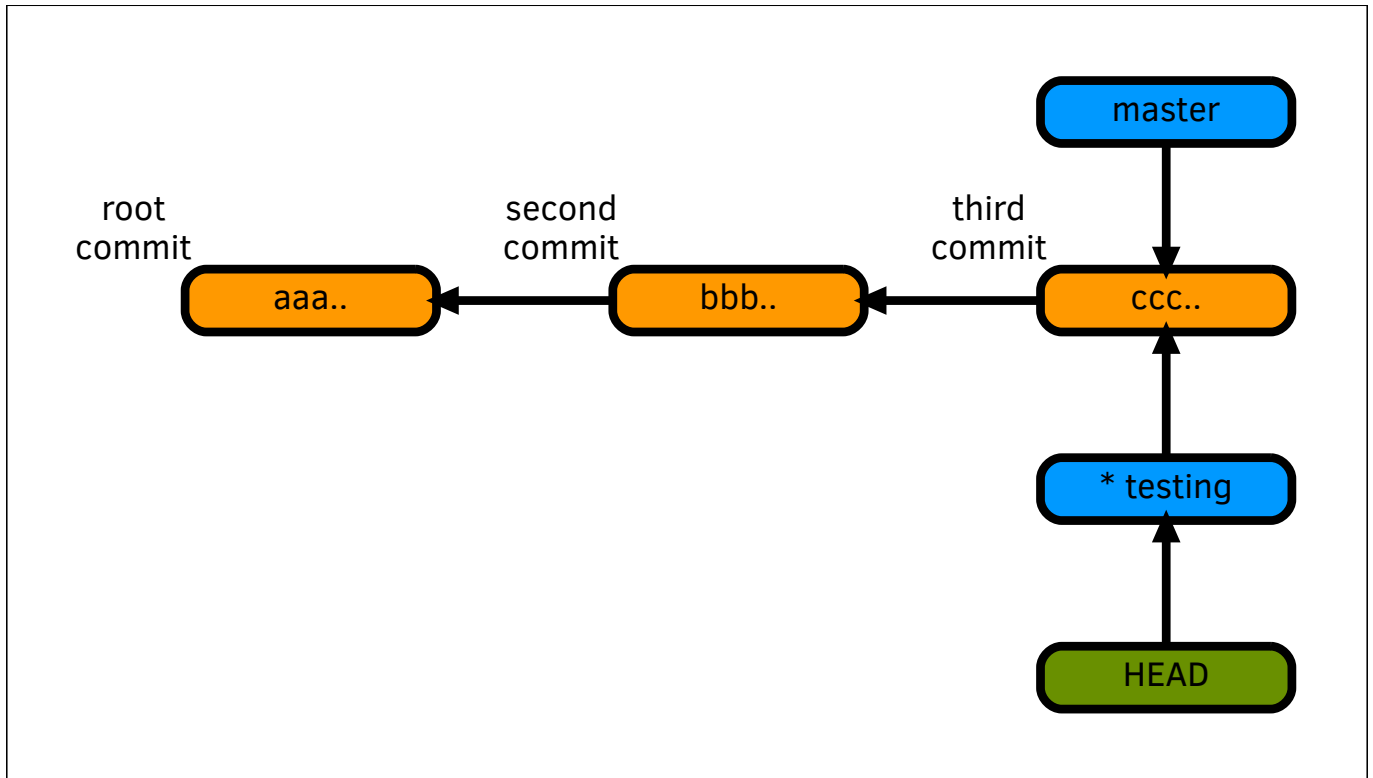 master
root
commit
second
commit
third
commit
aaa..
bbb..
ccc..
* testing
HEAD